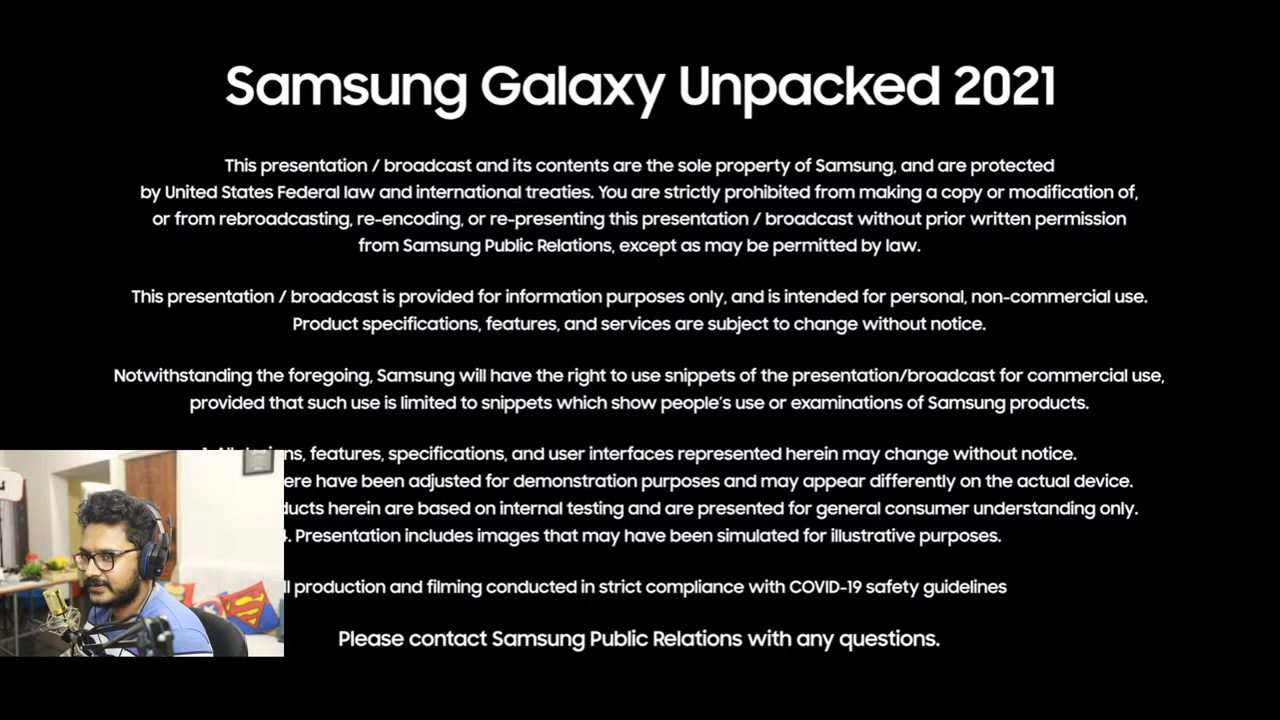 Samsung Galaxy Unpacked 2021
This presentation / broadcast and its contents are the sole property of Samsung, and are protected
by United States Federal law and international treaties. You are strictly prohibited from making a copy or modification of,
or from rebroadcasting, re-encoding, or re-presenting this presentation / broadcast without prior written permission
from Samsung Public Relations, except as may be permitted by law.
This presentation / broadcast is provided for information purposes only, and is intended for personal, non-commercial use.
Product specifications, features, and services are subject to change without notice.
Notwithstanding the foregoing, Samsung will have the right to use snippets of the presentation/broadcast for commercial use,
provided that such use is limited to snippets which show people's use or examinations of Samsung products.
features, specifications, and user interfaces represented herein may change without notice.
have been adjusted for demonstration purposes and may appear differently on the actual device.
herein are based on internal testing and are presented for general consumer understanding only.
4. Presentation includes images that may have been simulated for illustrative purposes.
production and filming conducted in strict compliance with COVID-19 safety guidelines
Please contact Samsung Public Relations with any questions.